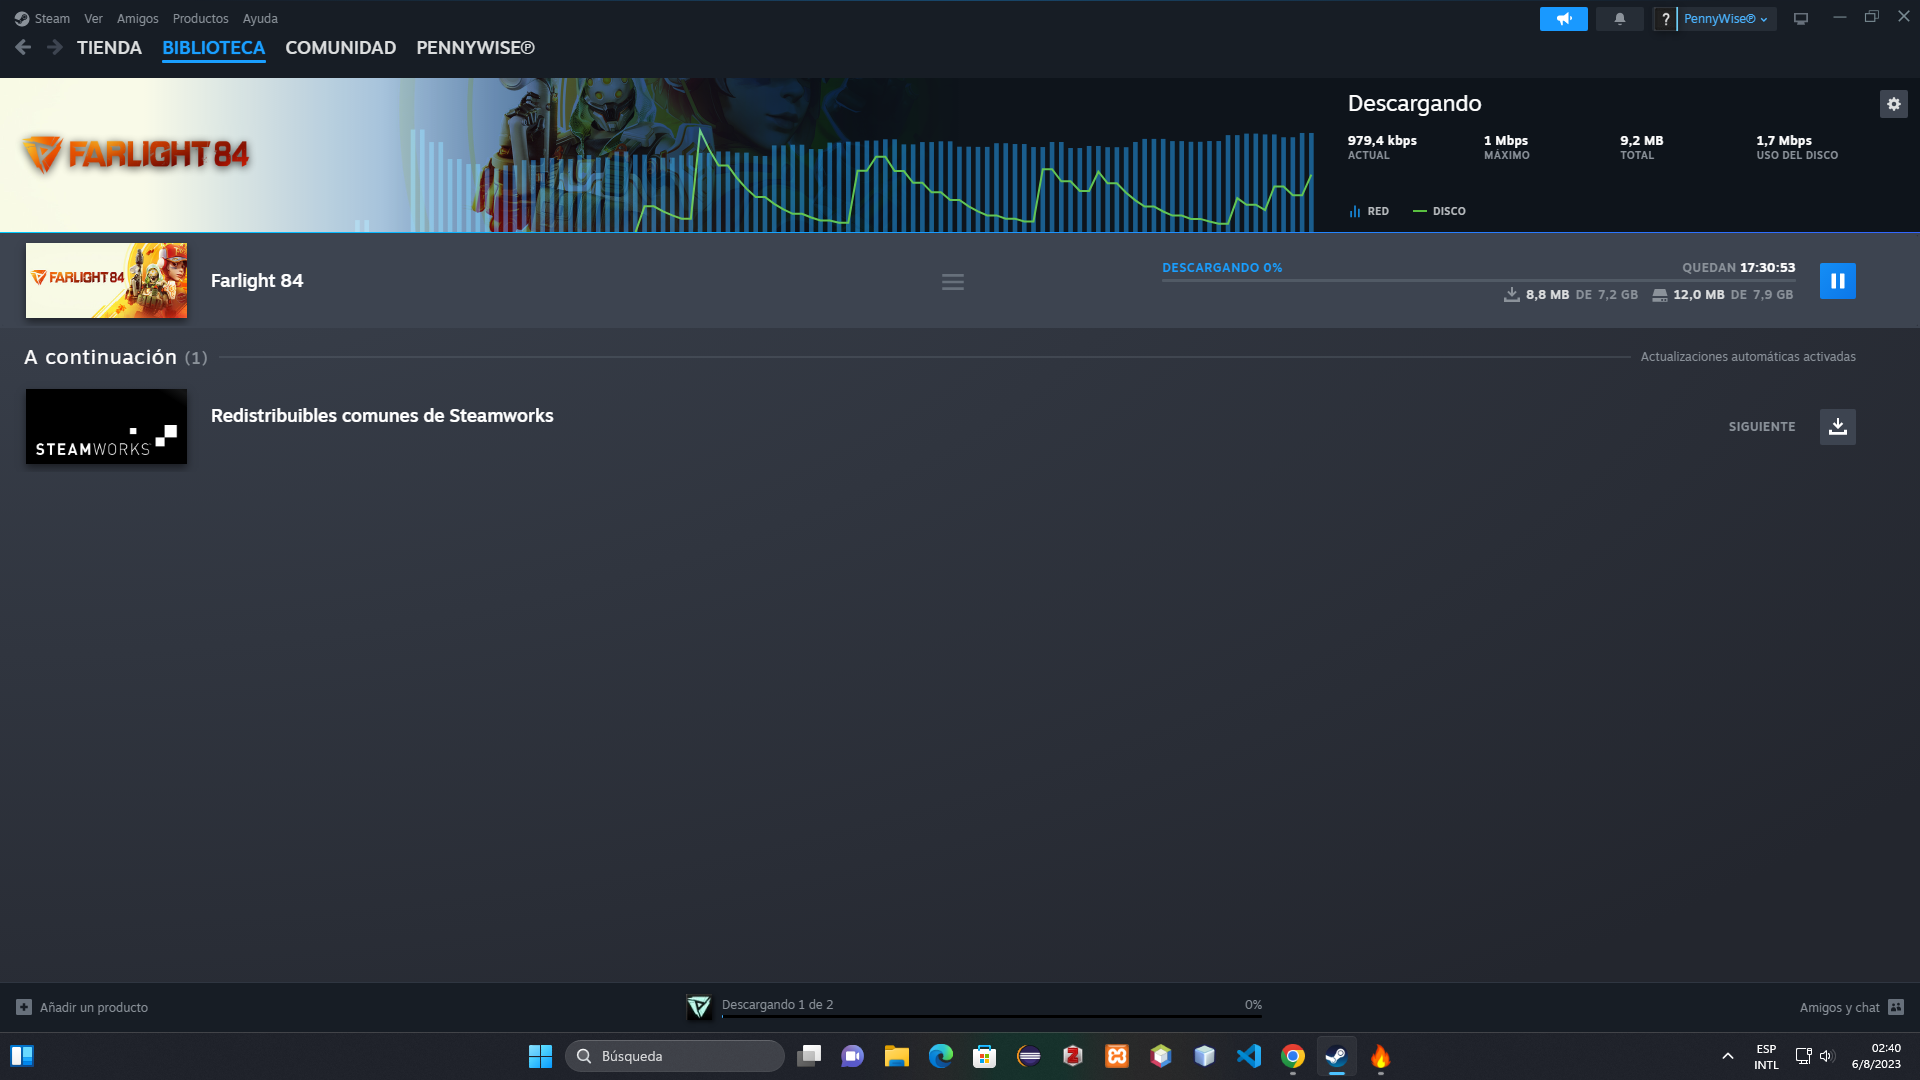 Steam Ver Amigos Productos Ayuda
? PennyWise℗
TIENDA BIBLIOTECA COMUNIDAD PENNYWISE℗
FARLIGHT 84
Descargando
979,4 kbps 1 Mbps 9,2 MB 1,7 Mbps
ACTUAL MÁXIMO TOTAL USO DEL DISCO
RED DISCO
FARLIGHT 84
Farlight 84
DESCARGANDO 0% QUEDAN 17:30:53
8,8 MB DE 7,2 GB 12,0 MB DE 7,9 GB
A continuación (1) Actualizaciones automáticas activadas
STEAMWORKS
Redistribuibles comunes de Steamworks
SIGUIENTE
Añadir un producto
Descargando 1 de 2 0%
Amigos y chat
Búsqueda
ESP
INTL
02:40
6/8/2023